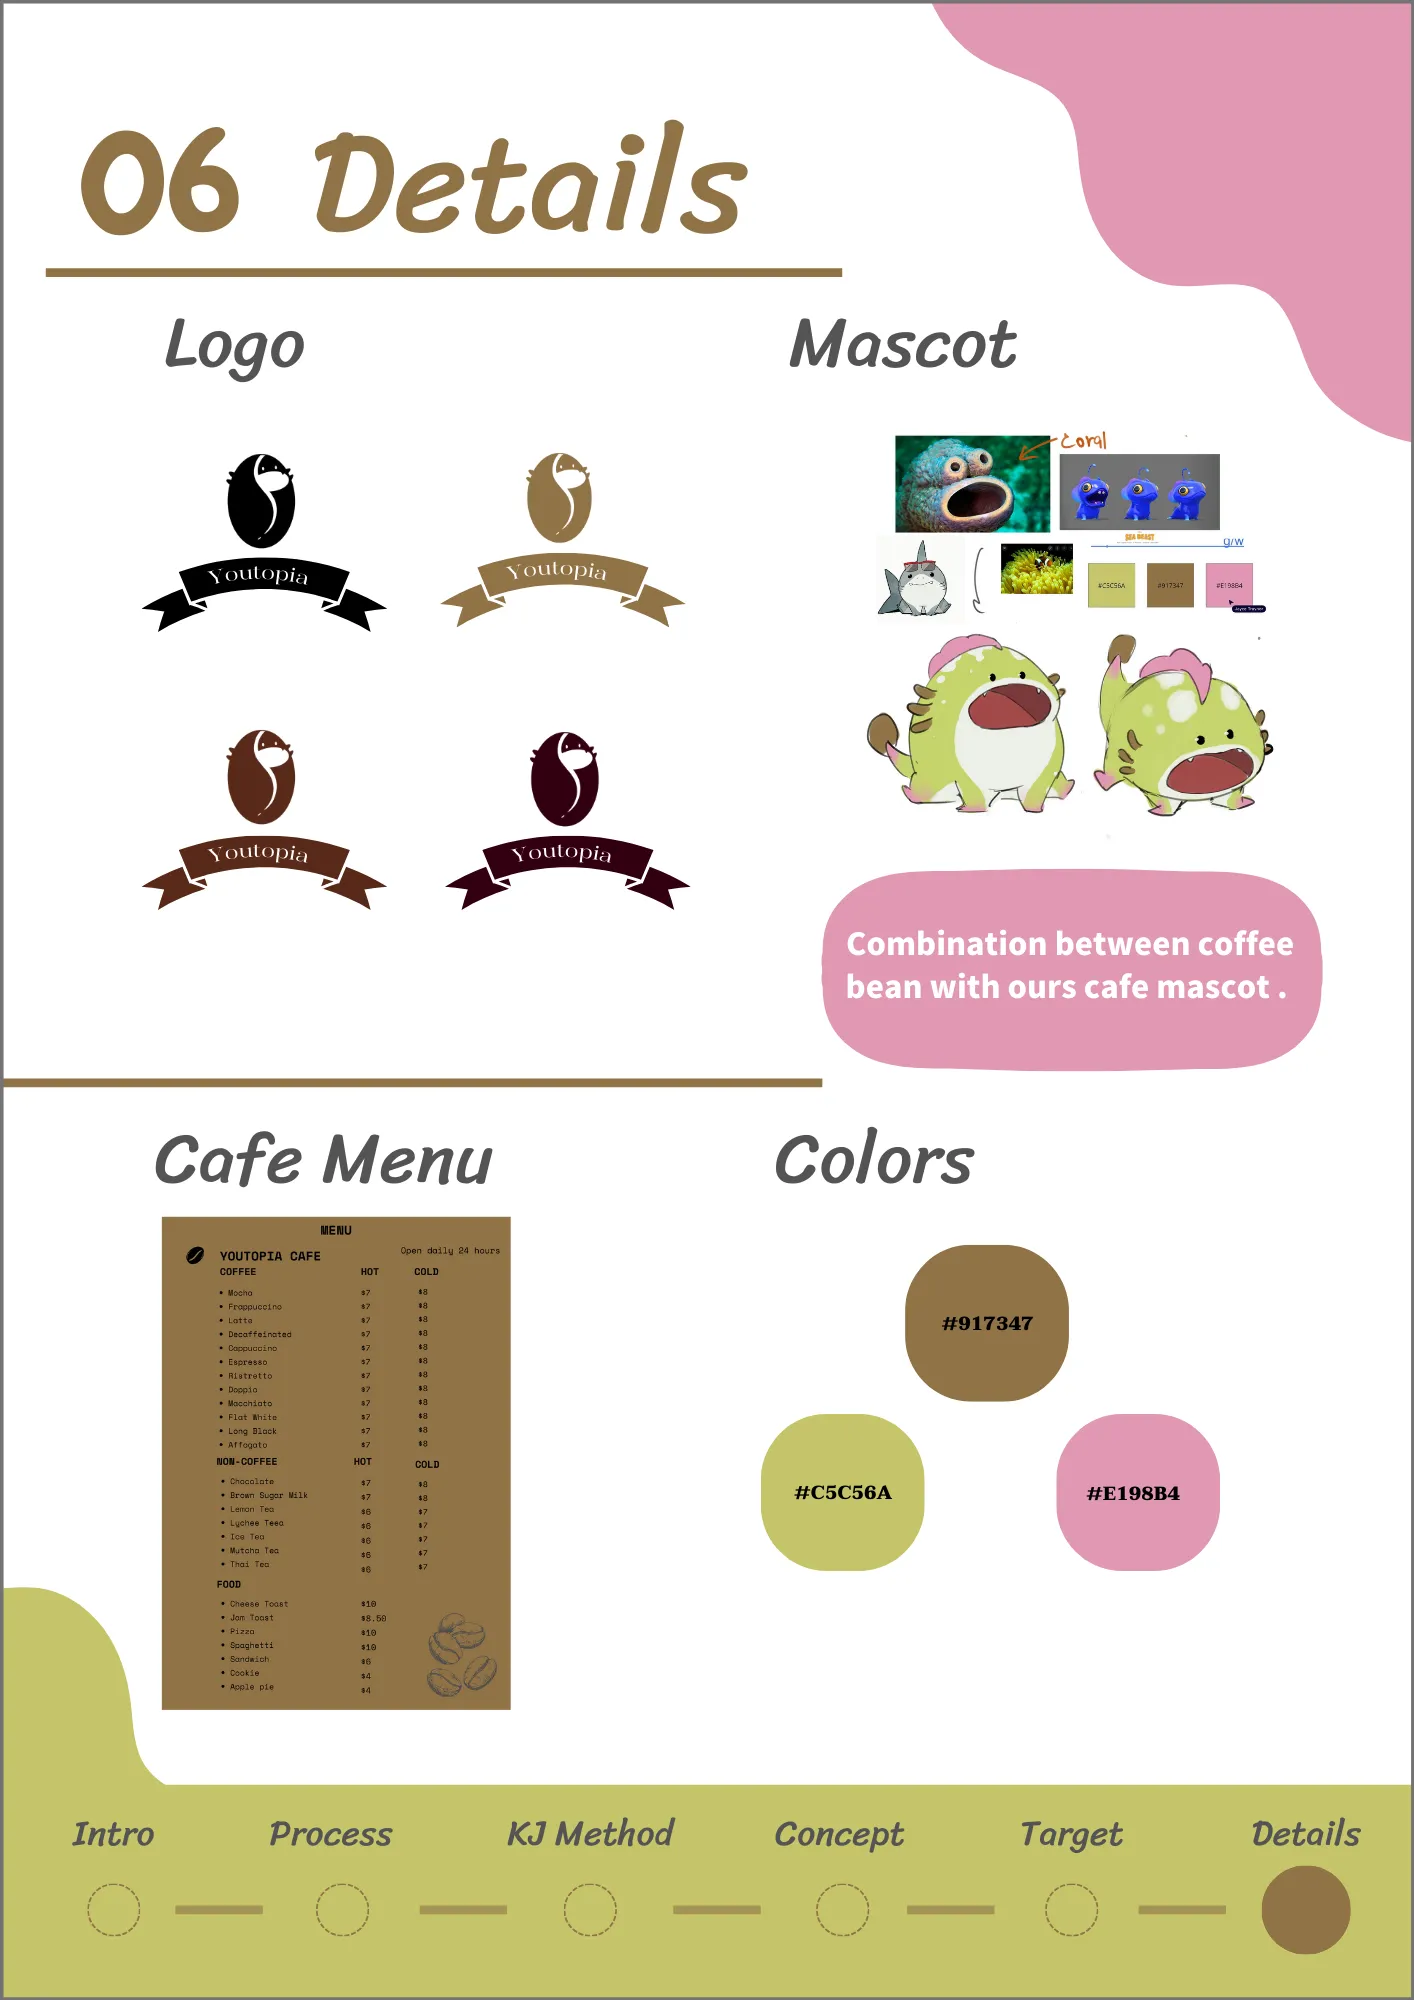 06 Details
Logo
Mascot
Youtopia
Youtopia
Youtopia
Youtopia
Coral
SEA BEAST
g/w
#C5C56A
#917347
#E198B4
Combination between coffee
bean with ours cafe mascot .
Cafe Menu
MENU
YOUTOPIA CAFE
Open daily 24 hours
COFFEE HOT COLD
• Mocha $7 $8
• Frappuccino $7 $8
• Latte $7 $8
• Decaffeinated $7 $8
• Cappuccino $7 $8
• Espresso $7 $8
• Ristretto $7 $8
• Doppio $7 $8
• Macchiato $7 $8
• Flat White $7 $8
• Long Black $7 $8
• Affogato $7 $8
NON-COFFEE HOT COLD
• Chocolate $7 $8
• Brown Sugar Milk $7 $8
• Lemon Tea $6 $7
• Lychee Teea $6 $7
• Ice Tea $6 $7
• Mutcha Tea $6 $7
• Thai Tea $6 $7
FOOD
• Cheese Toast $10
• Jam Toast $8.50
• Pizza $10
• Spaghetti $10
• Sandwich $6
• Cookie $4
• Apple pie $4
Colors
#917347
#C5C56A
#E198B4
Intro
Process
KJ Method
Concept
Target
Details